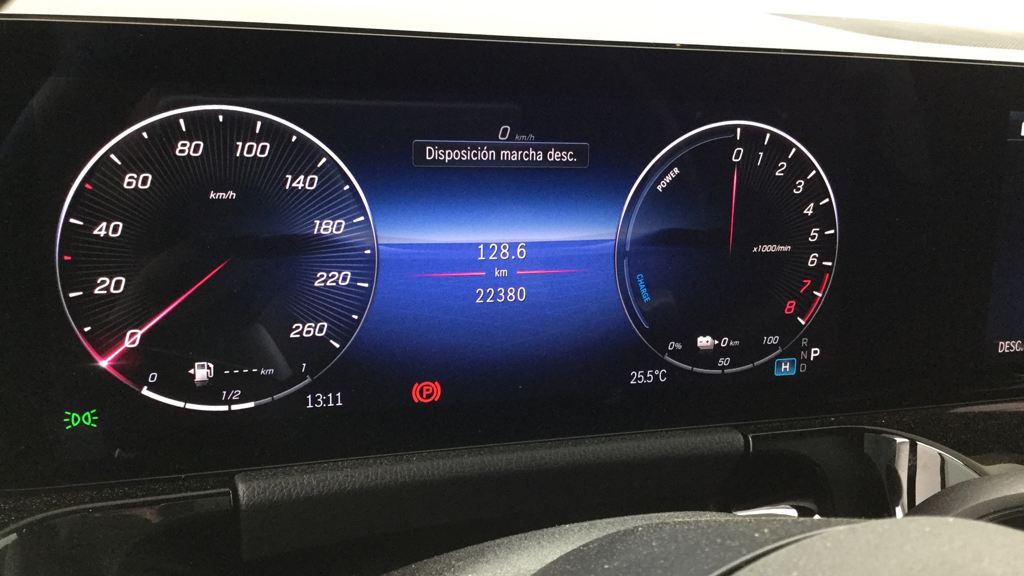 0 km/h
Disposición marcha desc.
80 100
60 140
km/h
40 180
20 220
0 260
0 1/2 1
---- km
13:11
128.6
km
22380
POWER
CHARGE
0 1 2 3 4 5 6 7 8
x1000/min
0% 50 100
0 km
25.5°C
H
R
N P
D
P
DESC.